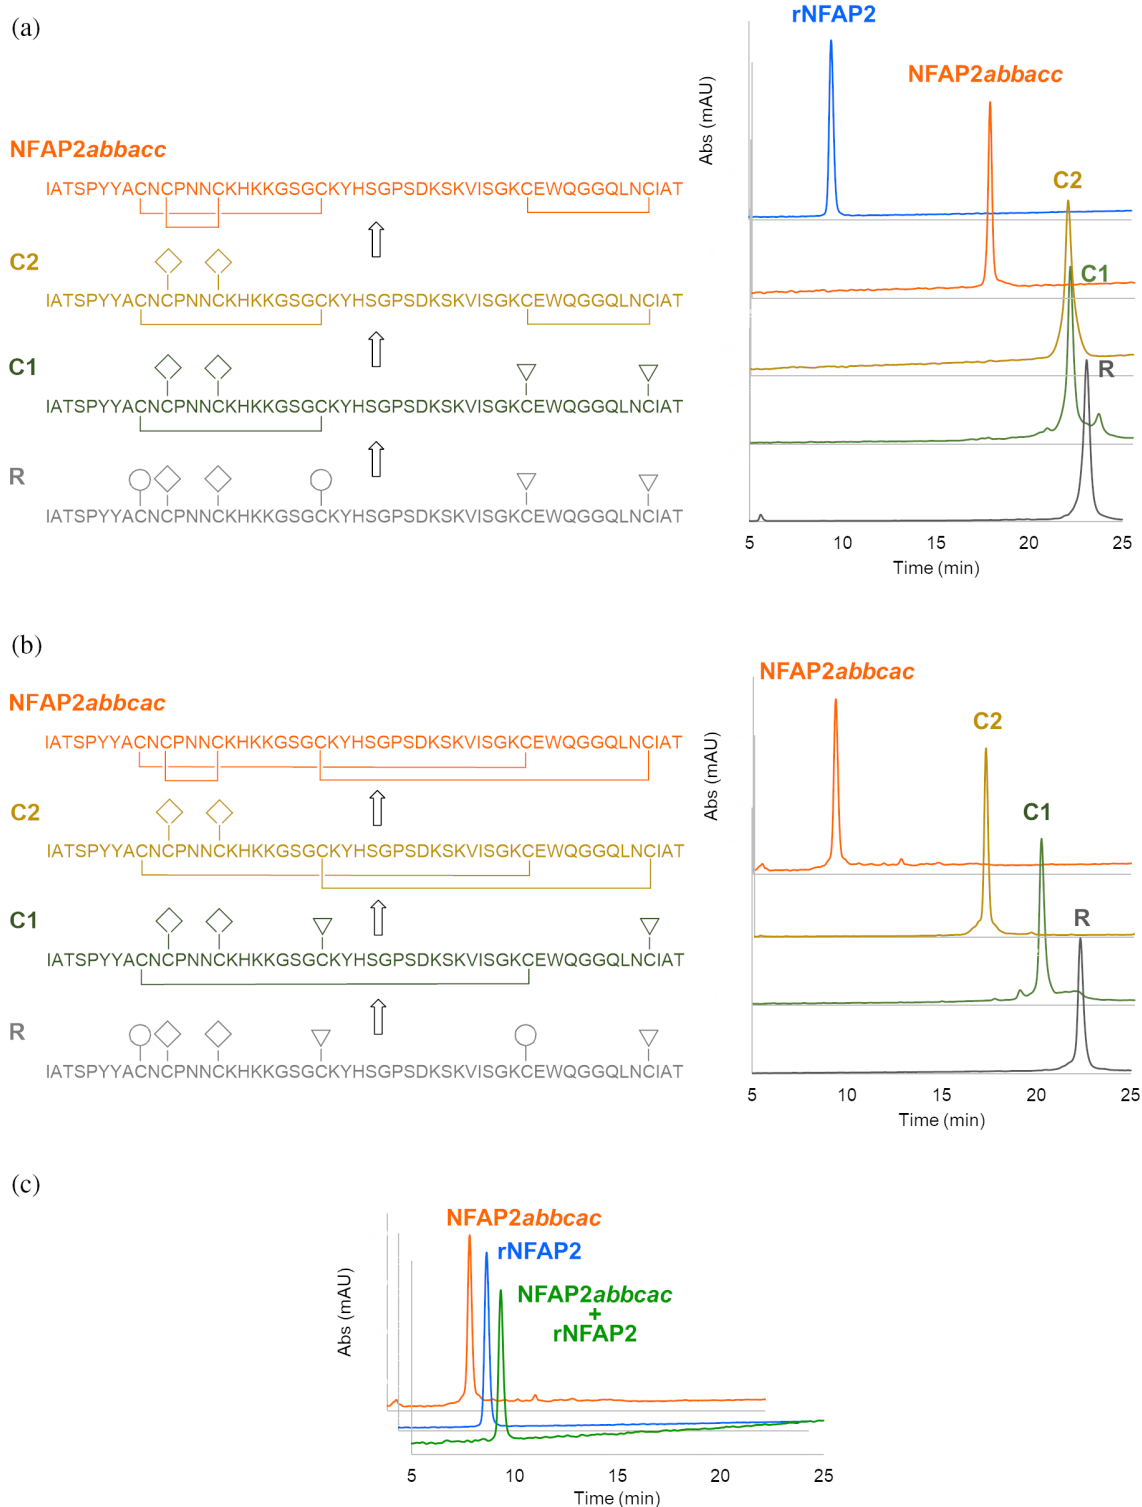 (a)
rNFAP2
NFAP2abbacc
C2
C1
R
Abs (mAU)
5 10 15 20 25
Time (min)
NFAP2abbacc
IATSPYYACNCPNNCKHKKGSGCKYHSGPSDKSKVISGKCEWQGGQLNCIAT
C2
IATSPYYACNCPNNCKHKKGSGCKYHSGPSDKSKVISGKCEWQGGQLNCIAT
C1
IATSPYYACNCPNNCKHKKGSGCKYHSGPSDKSKVISGKCEWQGGQLNCIAT
R
IATSPYYACNCPNNCKHKKGSGCKYHSGPSDKSKVISGKCEWQGGQLNCIAT
(b)
NFAP2abbcac
C2
C1
R
Abs (mAU)
5 10 15 20 25
Time (min)
NFAP2abbcac
IATSPYYACNCPNNCKHKKGSGCKYHSGPSDKSKVISGKCEWQGGQLNCIAT
C2
IATSPYYACNCPNNCKHKKGSGCKYHSGPSDKSKVISGKCEWQGGQLNCIAT
C1
IATSPYYACNCPNNCKHKKGSGCKYHSGPSDKSKVISGKCEWQGGQLNCIAT
R
IATSPYYACNCPNNCKHKKGSGCKYHSGPSDKSKVISGKCEWQGGQLNCIAT
(c)
NFAP2abbcac
rNFAP2
NFAP2abbcac
+
rNFAP2
Abs (mAU)
5 10 15 20 25
Time (min)